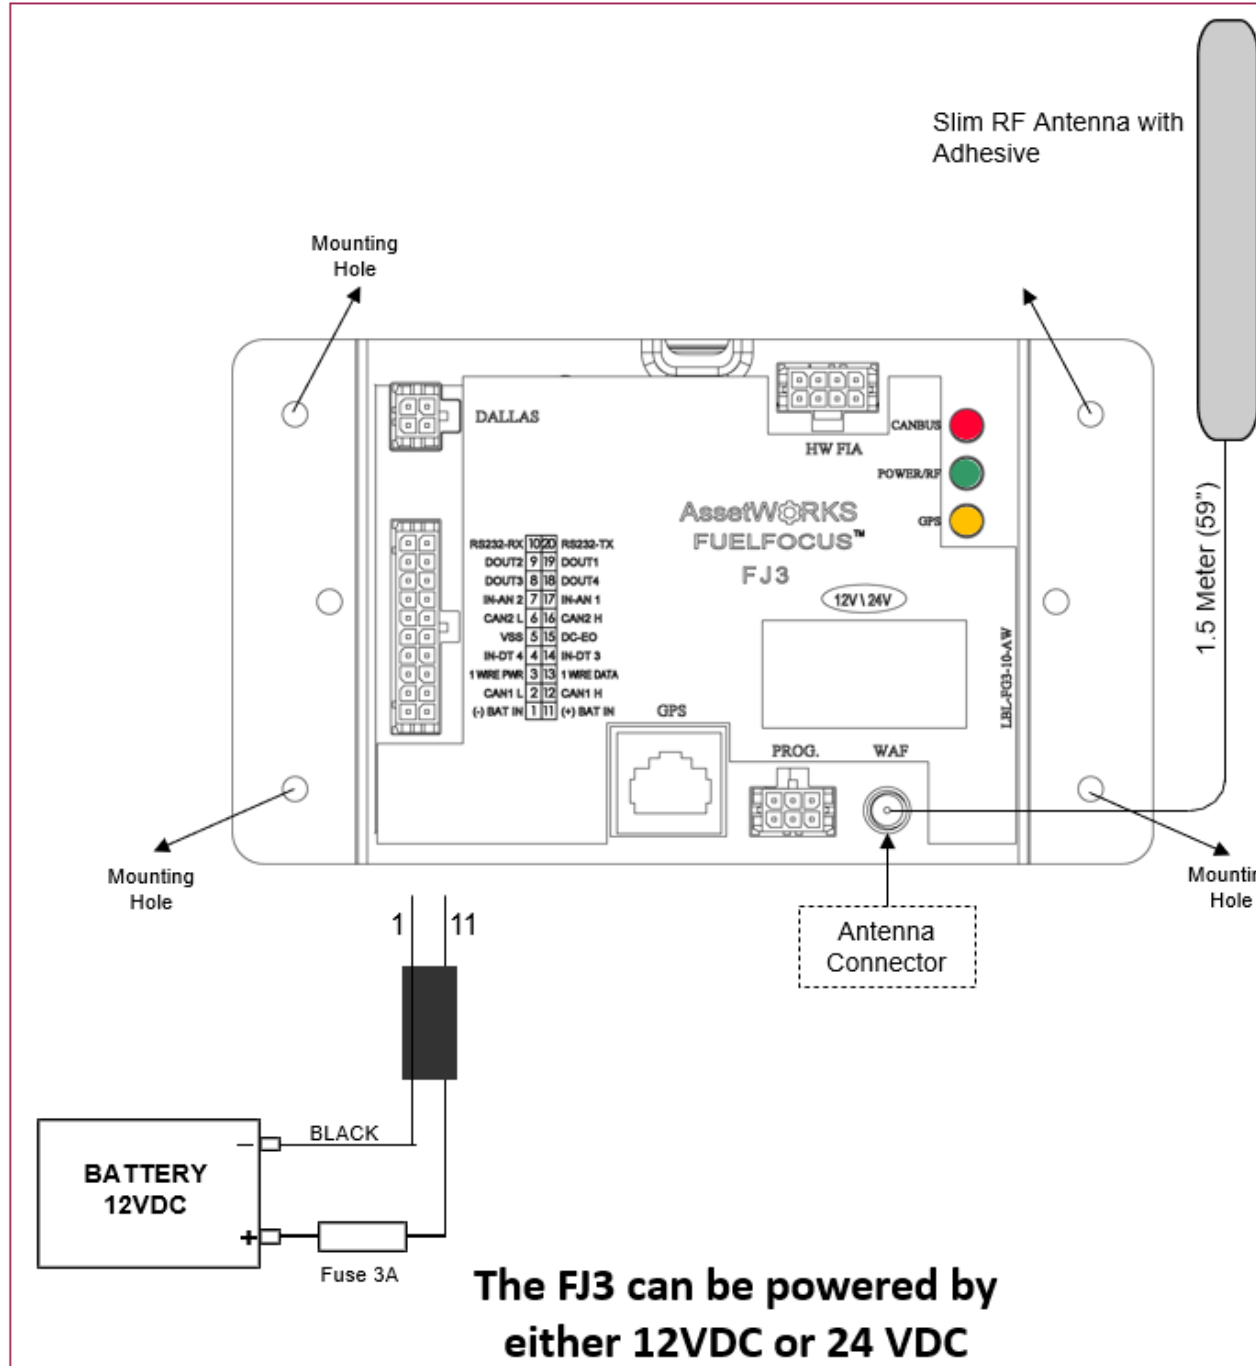 Slim RF Antenna with
Adhesive
Mounting
Hole
DALLAS
HW FIA
CANBUS
POWER/RF
GPS
AssetWORKS
FUELFOCUS™
FJ3
12V \ 24V
RS232-RX 10 20 RS232-TX
DOUT2 9 19 DOUT1
DOUT3 8 18 DOUT4
IN-AN 2 7 17 IN-AN 1
CAN2 L 6 16 CAN2 H
VSS 5 15 DC-EO
IN-DT 4 4 14 IN-DT 3
1 WIRE PWR 3 13 1 WIRE DATA
CAN1 L 2 12 CAN1 H
(-) BAT IN 1 11 (+) BAT IN
1.5 Meter (59")
LBL-FG3-10-AW
GPS
PROG.
WAF
Mounting
Hole
Mountin
Hole
1 11
Antenna
Connector
BLACK
−
BATTERY
12VDC
+
Fuse 3A
The FJ3 can be powered by
either 12VDC or 24 VDC